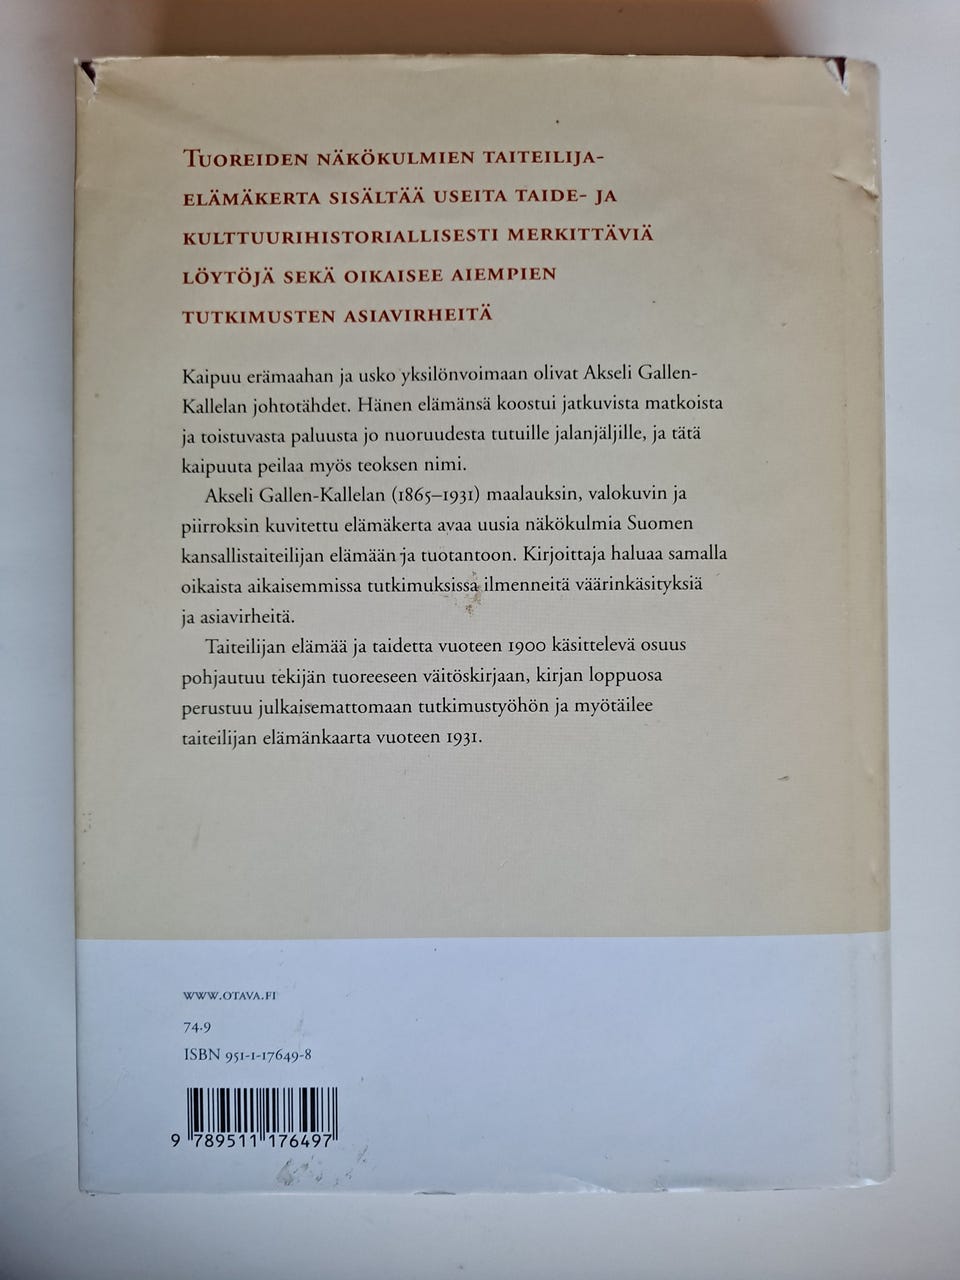 TUOREIDEN NÄKÖKULMIEN TAITEILIJA-
ELÄMÄKERTA SISÄLTÄÄ USEITA TAIDE- JA
KULTTUURIHISTORIALLISESTI MERKITTÄVIÄ
LÖYTÖJÄ SEKÄ OIKAISEE AIEMPIEN
TUTKIMUSTEN ASIAVIRHEITÄ
Kaipuu erämaahan ja usko yksilönvoimaan olivat Akseli Gallen-
Kallelan johtotähdet. Hänen elämänsä koostui jatkuvista matkoista
ja toistuvasta paluusta jo nuoruudesta tutuille jalanjäljille, ja tätä
kaipuuta peilaa myös teoksen nimi.
Akseli Gallen-Kallelan (1865–1931) maalauksin, valokuvin ja
piirroksin kuvitettu elämäkerta avaa uusia näkökulmia Suomen
kansallistaiteilijan elämään ja tuotantoon. Kirjoittaja haluaa samalla
oikaista aikaisemmissa tutkimuksissa ilmenneitä väärinkäsityksiä
ja asiavirheitä.
Taiteilijan elämää ja taidetta vuoteen 1900 käsittelevä osuus
pohjautuu tekijän tuoreeseen väitöskirjaan, kirjan loppuosa
perustuu julkaisemattomaan tutkimustyöhön ja myötäilee
taiteilijan elämänkaarta vuoteen 1931.
WWW.OTAVA.FI
74.9
ISBN 951-1-17649-8
9 789511 176497